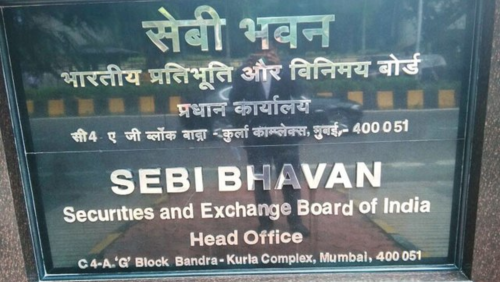 सेबी भवन
भारतीय प्रतिभूति और विनिमय बोर्ड
प्रधान कार्यालय
सी4 ए जी ब्लॉक बांद्रा - कुर्ला काम्लेक्स, मुंबई, - 400 051
SEBI BHAVAN
Securities and Exchange Board of India
Head Office
C 4-A. 'G' Block Bandra - Kurla Complex, Mumbai, 400 051